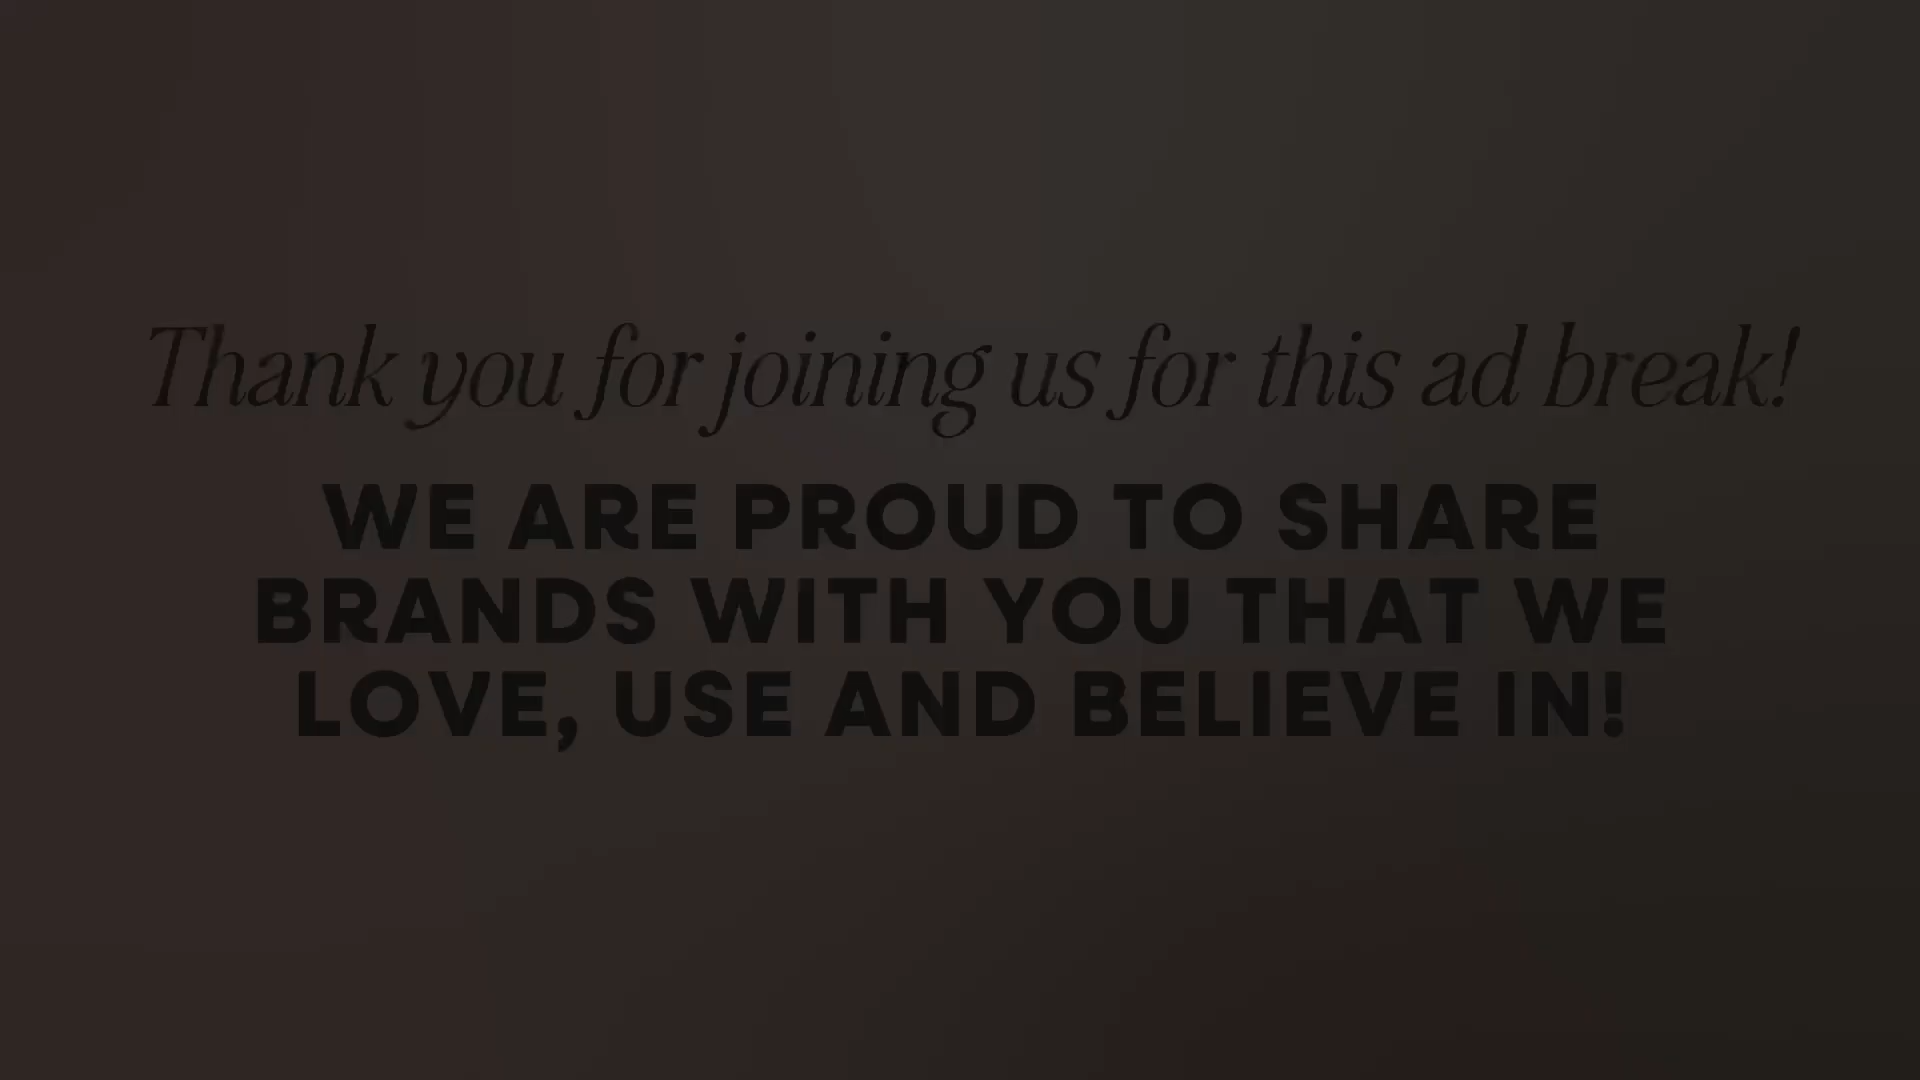 Thank you for joining us for this ad break!
WE ARE PROUD TO SHARE
BRANDS WITH YOU THAT WE
LOVE, USE AND BELIEVE IN!